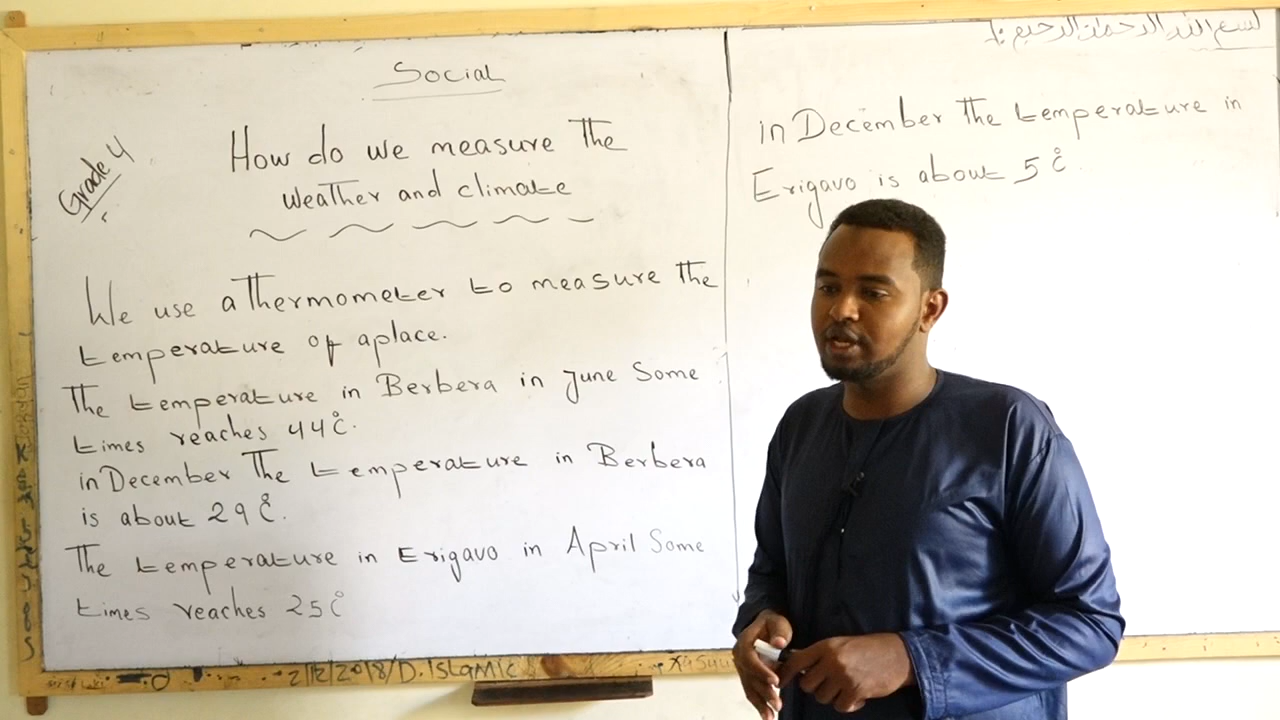 Social
Grade 4
How do we measure the
weather and climate
We use a thermometer to measure the
temperature of aplace.
The temperature in Berbera in June Some
times reaches 44°C.
in December The temperature in Berbera
is about 29°C.
The temperature in Erigavo in April Some
times reaches 25°C
بسم الله الرحمان الرحيم
in December The temperature in
Erigavo is about 5°C
2/12/2018/D. ISLAMIC